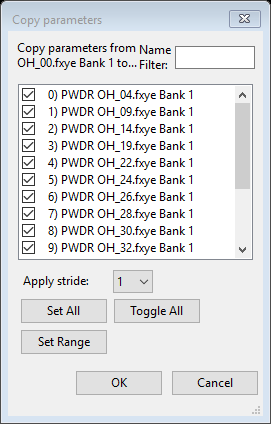 Copy parameters
Copy parameters from Name
OH_00.fxye Bank 1 to... Filter:
0) PWDR OH_04.fxye Bank 1
1) PWDR OH_09.fxye Bank 1
2) PWDR OH_14.fxye Bank 1
3) PWDR OH_19.fxye Bank 1
4) PWDR OH_22.fxye Bank 1
5) PWDR OH_24.fxye Bank 1
6) PWDR OH_26.fxye Bank 1
7) PWDR OH_28.fxye Bank 1
8) PWDR OH_30.fxye Bank 1
9) PWDR OH_32.fxye Bank 1
Apply stride: 1
Set All Toggle All
Set Range
OK Cancel